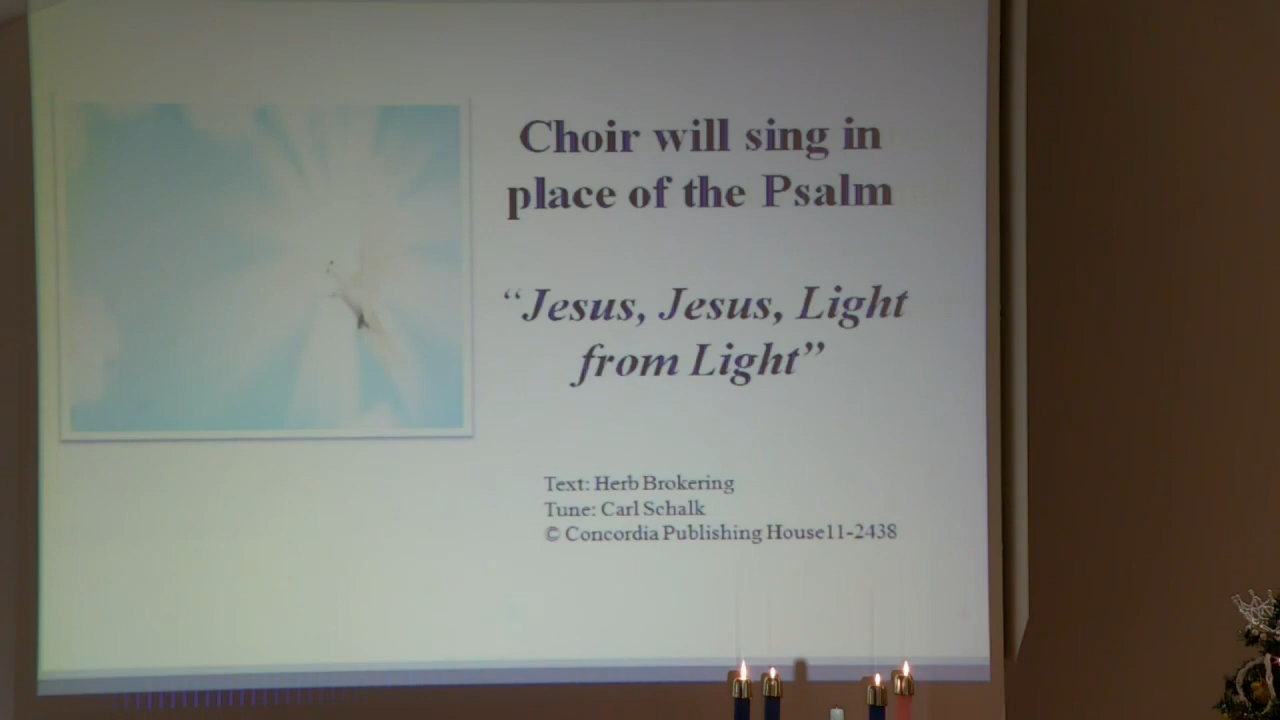 Choir will sing in
place of the Psalm
“Jesus, Jesus, Light
from Light”
Text: Herb Brokering
Tune: Carl Schalk
© Concordia Publishing House11-2438